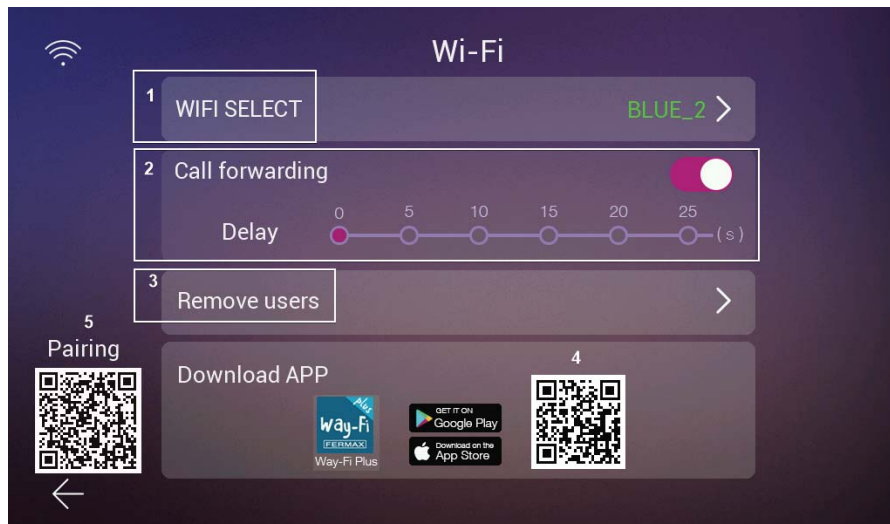 Wi-Fi
1
WIFI SELECT
BLUE_2
2
Call forwarding
0 5 10 15 20 25
Delay
(s)
3
Remove users
5
Pairing
Download APP
4
plus
Way-Fi
FERMAX
Way-Fi Plus
GET IT ON
Google Play
Download on the
App Store